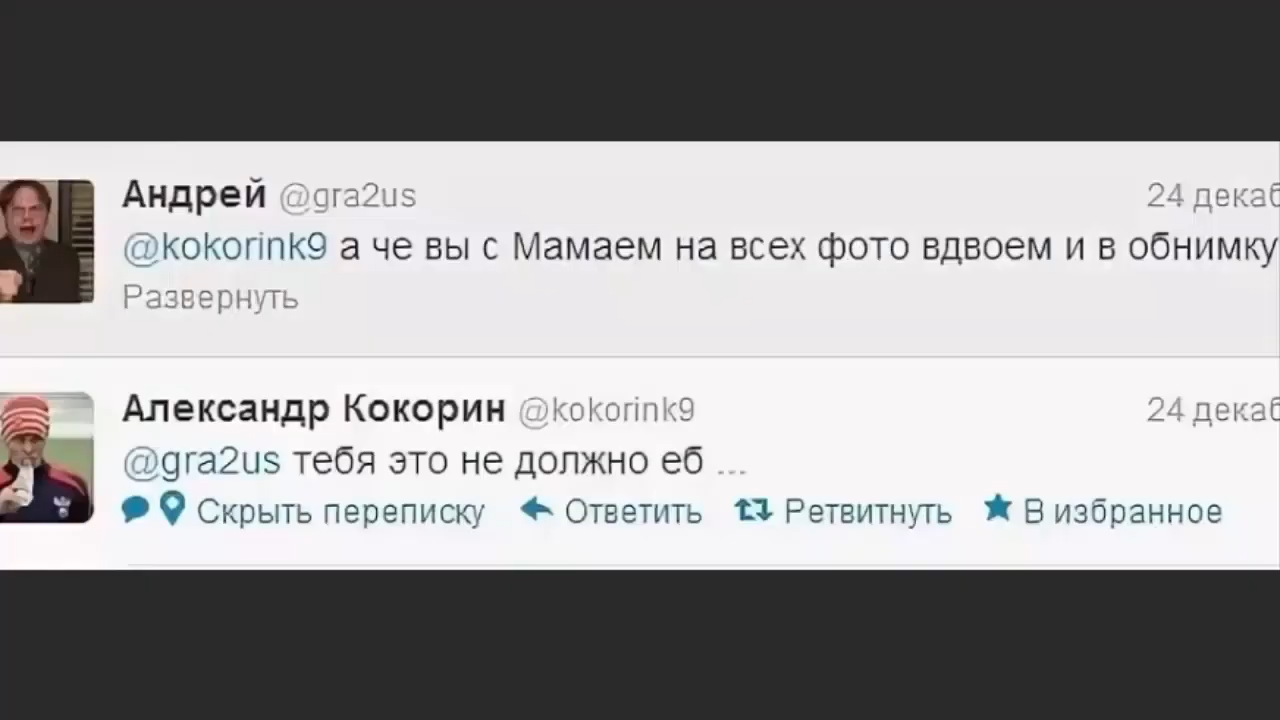 Андрей @gra2us 24 декаб
@kokorink9 а че вы с Мамаем на всех фото вдвоем и в обнимку
Развернуть
Александр Кокорин @kokorink9 24 декаб
@gra2us тебя это не должно еб ...
Скрыть переписку Ответить Ретвитнуть В избранное